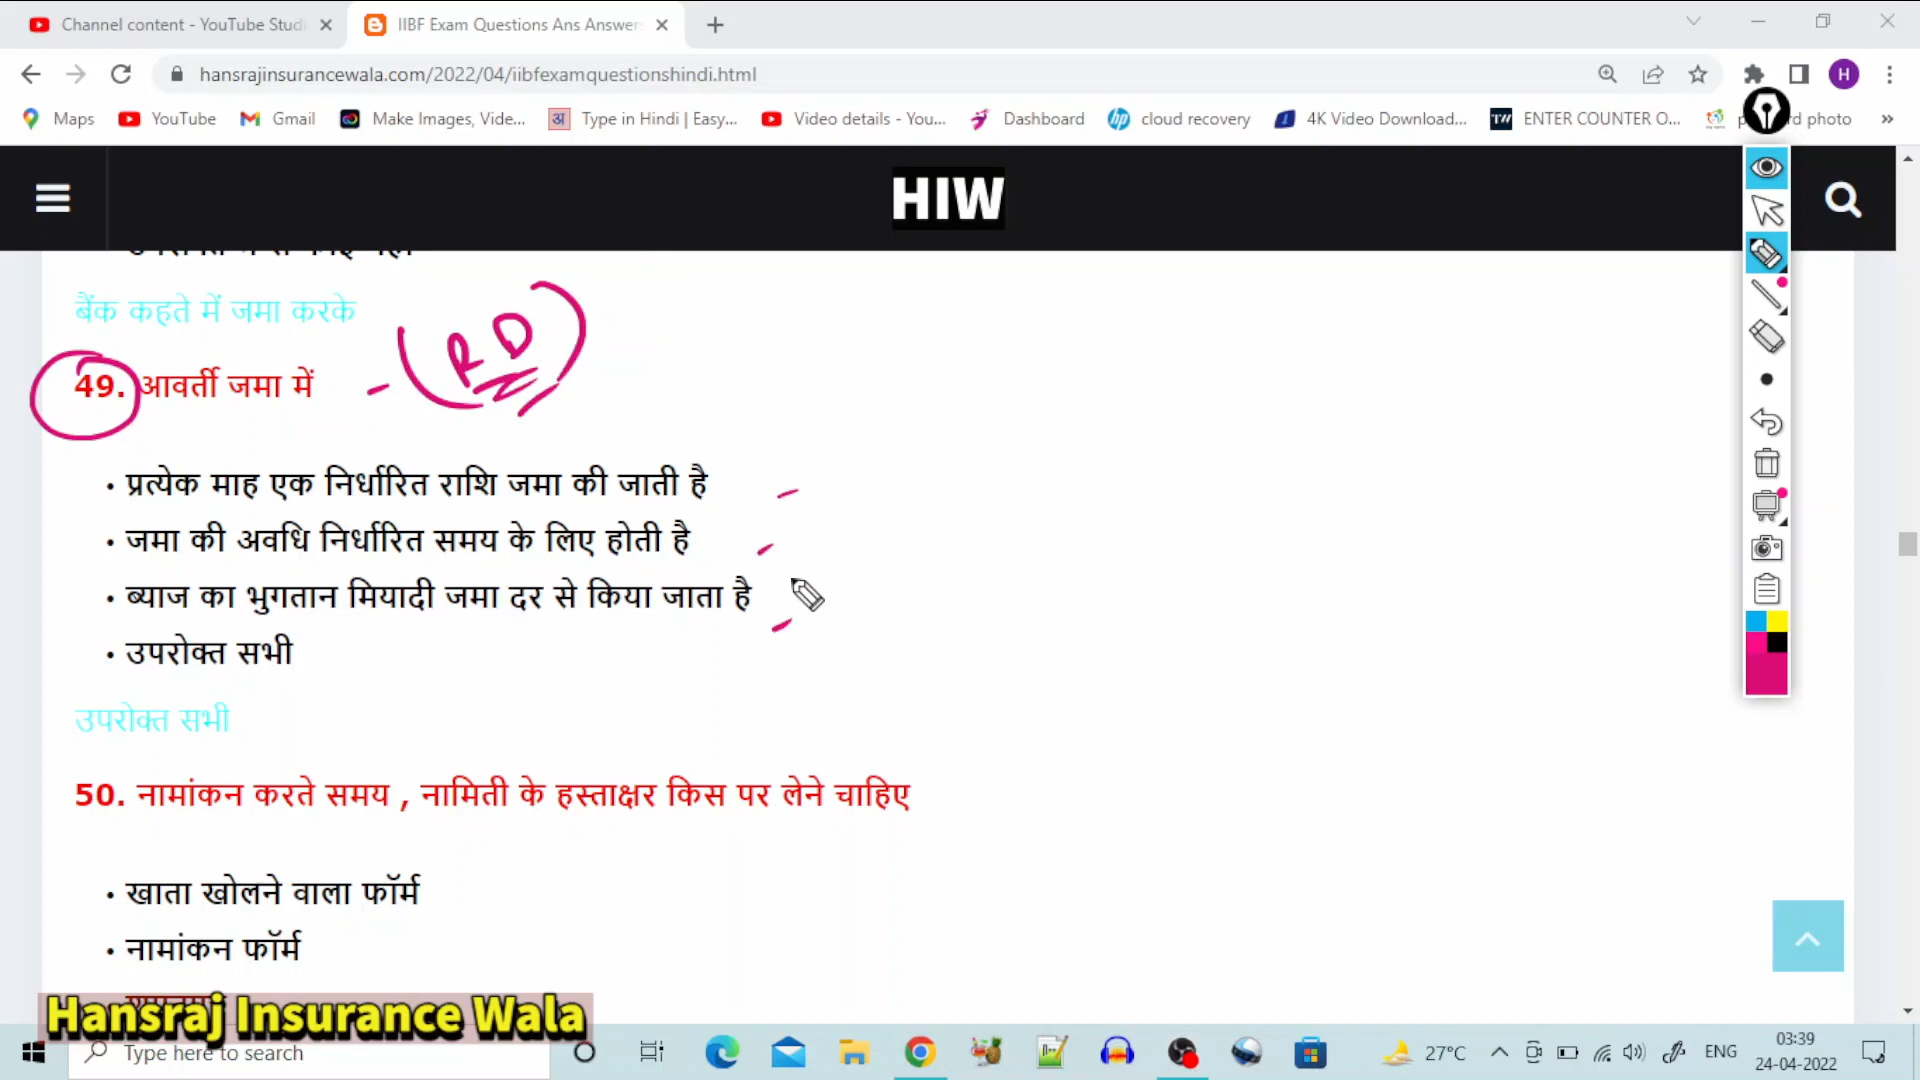 Channel content - YouTube Studi
IIBF Exam Questions Ans Answers
hansrajinsurancewala.com/2022/04/iibfexamquestionshindi.html
H
Maps YouTube Gmail Make Images, Vide... Type in Hindi | Easy... Video details - You... Dashboard cloud recovery 4K Video Download... ENTER COUNTER O... rd photo »
HIW
बैंक कहते में जमा करके
49. आवर्ती जमा में - (RD)
• प्रत्येक माह एक निर्धारित राशि जमा की जाती है
• जमा की अवधि निर्धारित समय के लिए होती है
• ब्याज का भुगतान मियादी जमा दर से किया जाता है
• उपरोक्त सभी
उपरोक्त सभी
50. नामांकन करते समय , नामिती के हस्ताक्षर किस पर लेने चाहिए
• खाता खोलने वाला फॉर्म
• नामांकन फॉर्म
Hansraj Insurance Wala
Type here to search
27°C
ENG
03:39
24-04-2022